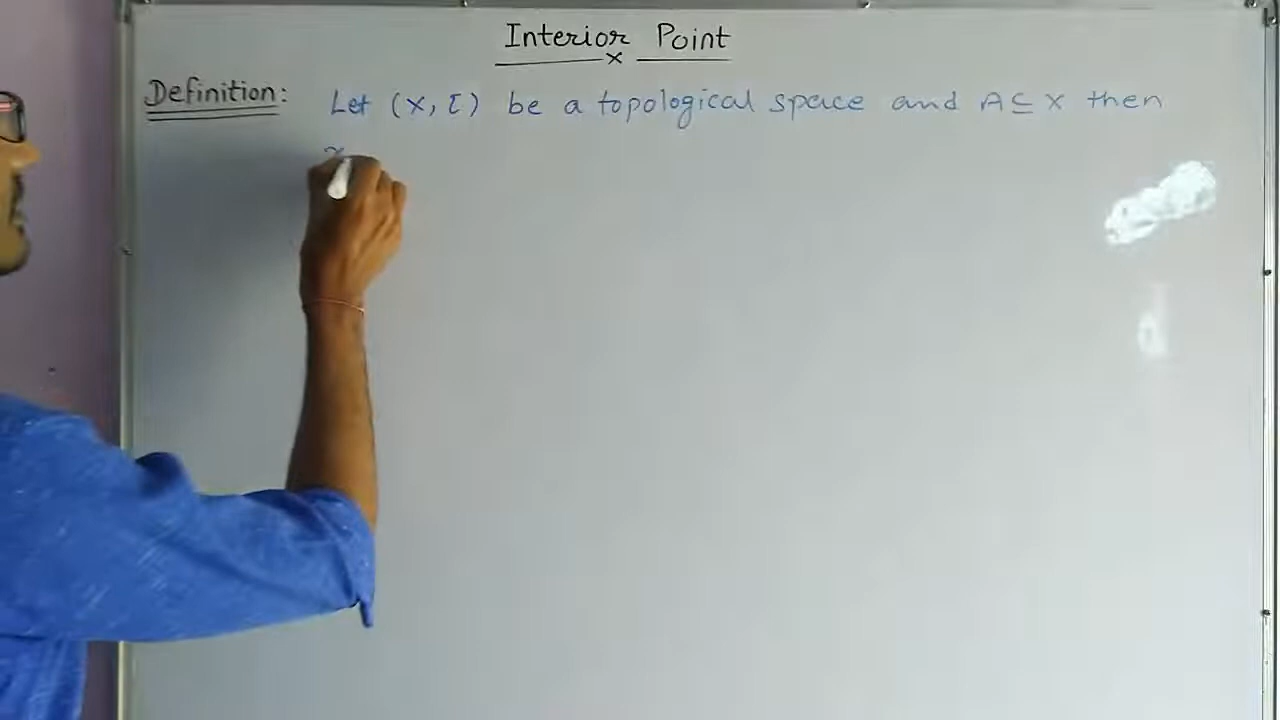 Interior Point
Definition: Let (X, τ) be a topological space and A ⊆ X then
x